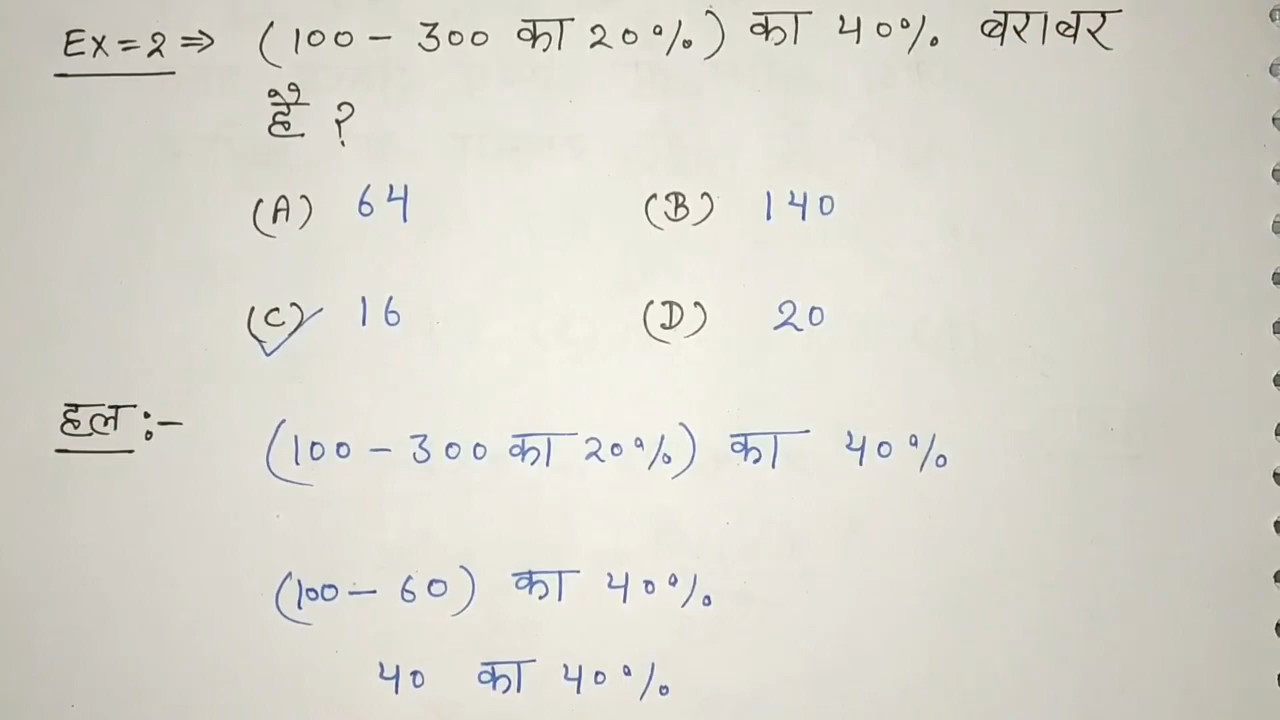 Ex=2⇒ (100 - 300 का 20%) का 40% बराबर
हैं ?
(A) 64 (B) 140
(C) 16 (D) 20
हल :-
(100 - 300 का 20%) का 40%
(100 - 60) का 40%
40 का 40%